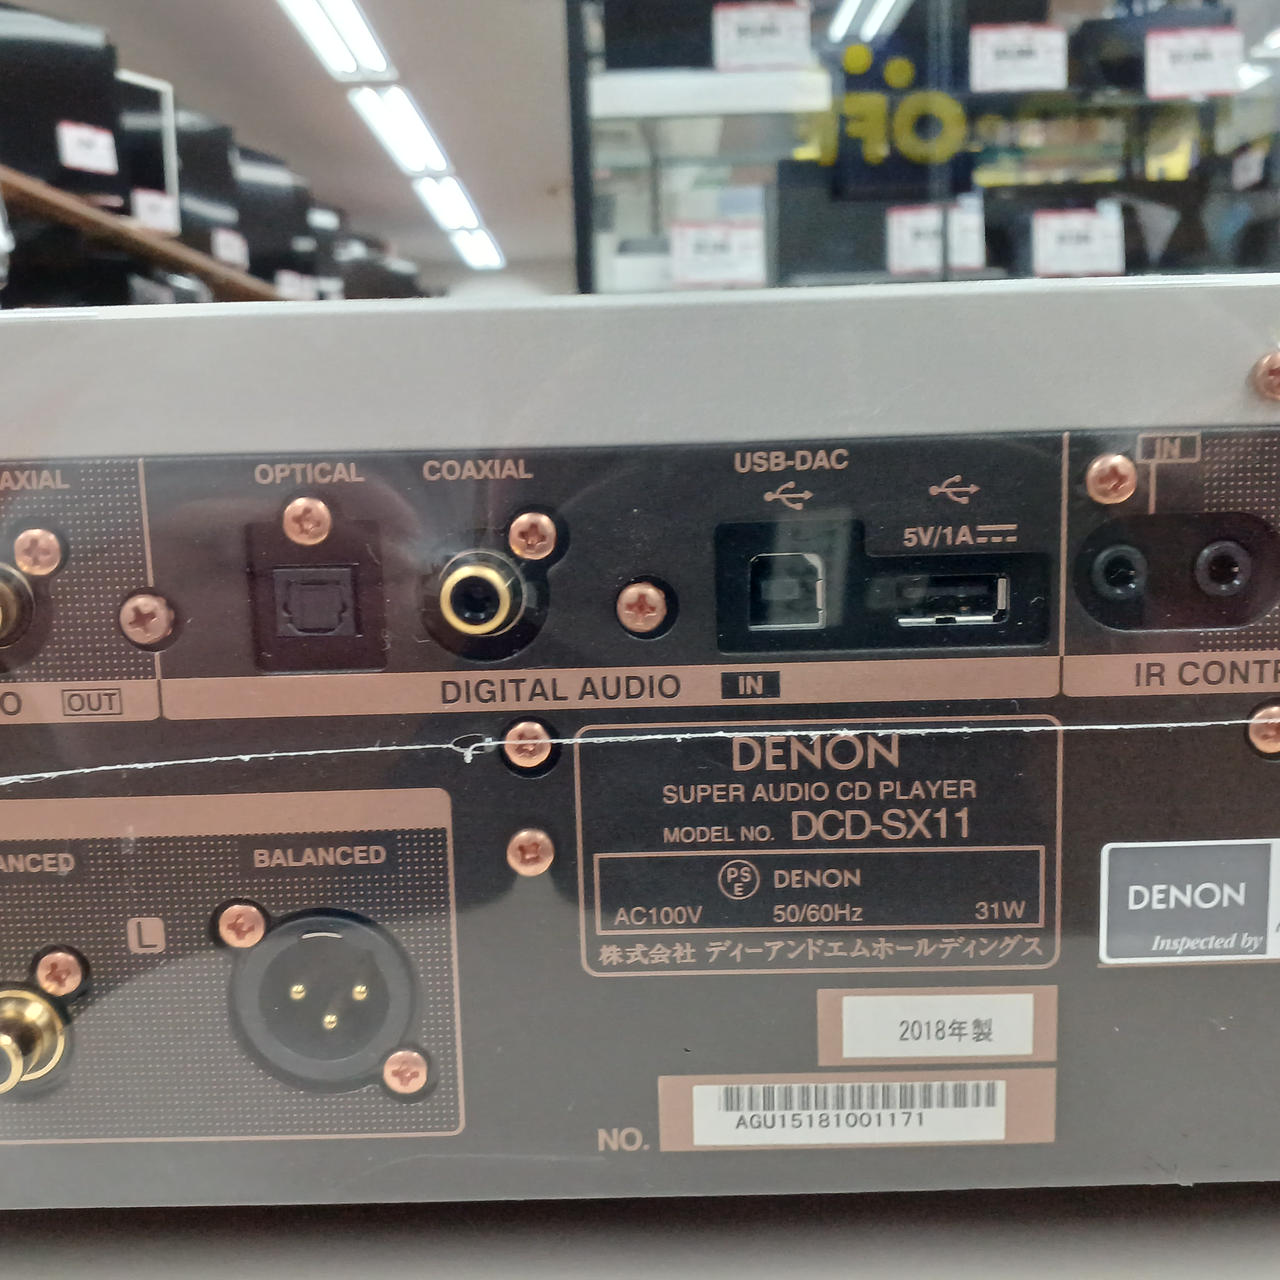 OFF
AXIAL
OPTICAL
COAXIAL
USB-DAC
5V/1A
IN
O OUT
DIGITAL AUDIO IN
IR CONTR
DENON
SUPER AUDIO CD PLAYER
MODEL NO. DCD-SX11
PSE DENON
AC100V 50/60Hz 31W
株式会社 ディーアンドエムホールディングス
ANCED
BALANCED
L
DENON
Inspected by
2018年製
NO. AGU15181001171